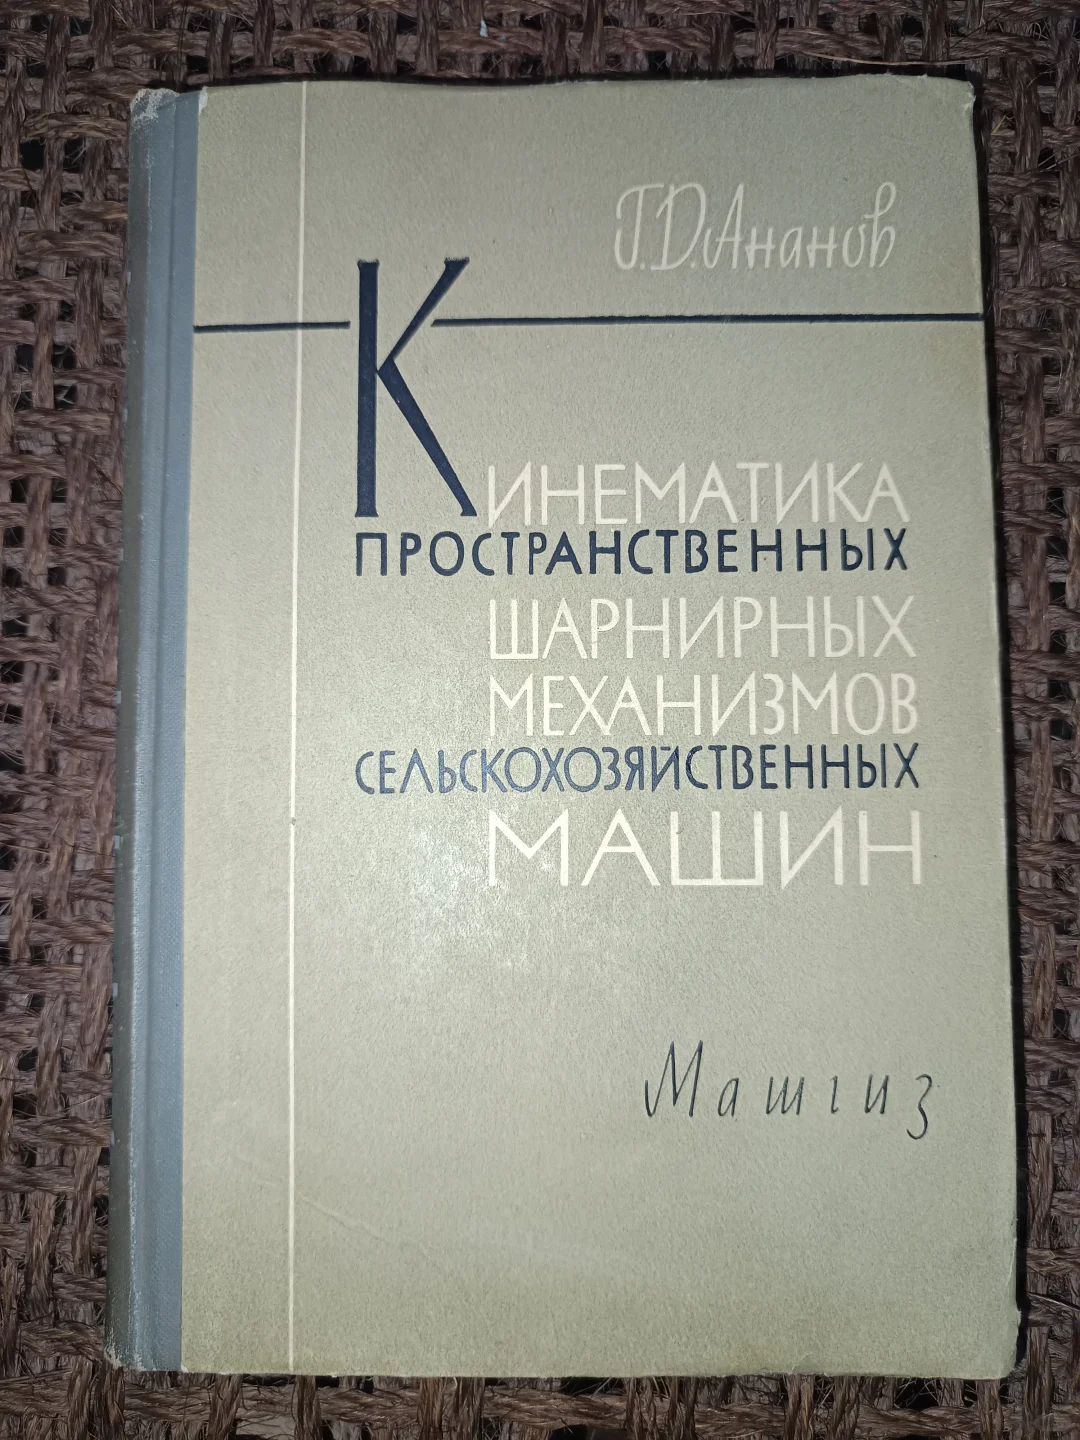 Г.Д.Ананов
КИНЕМАТИКА
ПРОСТРАНСТВЕННЫХ
ШАРНИРНЫХ
МЕХАНИЗМОВ
СЕЛЬСКОХОЗЯЙСТВЕННЫХ
МАШИН
Машгиз